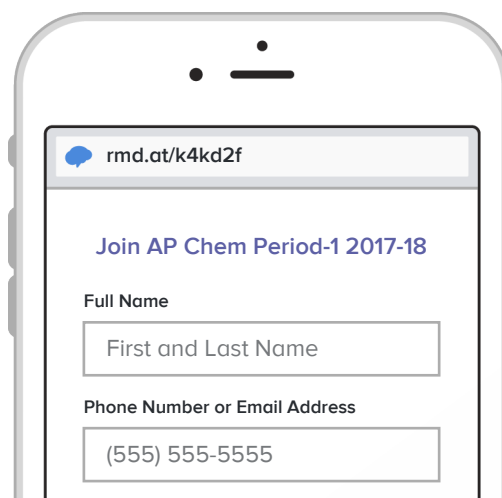 rmd.at/k4kd2f
Join AP Chem Period-1 2017-18
Full Name
First and Last Name
Phone Number or Email Address
(555) 555-5555